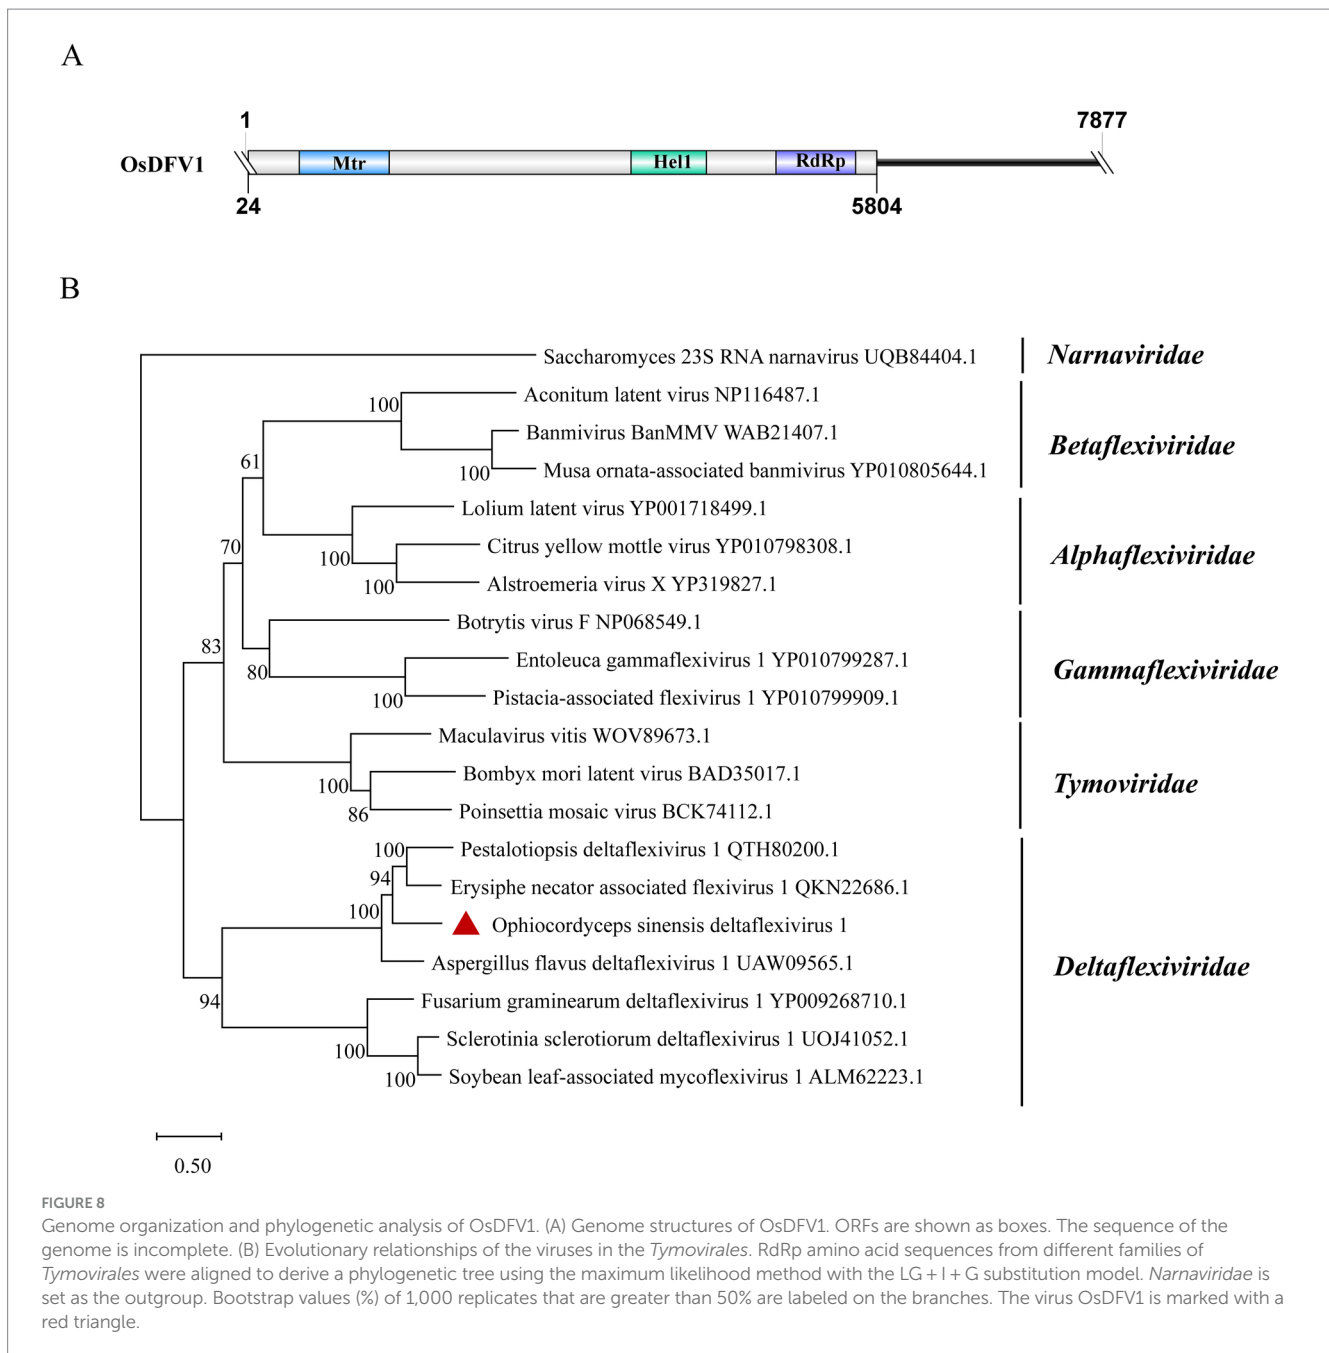 A
1
7877
OsDFV1
Mtr
Hel1
RdRp
24
5804
B
Saccharomyces 23S RNA narnavirus UQB84404.1
Narnaviridae
Aconitum latent virus NP116487.1
100
Banmivirus BanMMV WAB21407.1
Betaflexiviridae
Musa ornata-associated banmivirus YP010805644.1
100
61
Lolium latent virus YP001718499.1
Citrus yellow mottle virus YP010798308.1
100
Alphaflexiviridae
70
Alstroemeria virus X YP319827.1
100
Botrytis virus F NP068549.1
83
Entoleuca gammaflexivirus 1 YP010799287.1
80
Gammaflexiviridae
Pistacia-associated flexivirus 1 YP010799909.1
100
Maculavirus vitis WOV89673.1
Bombyx mori latent virus BAD35017.1
100
Tymoviridae
Poinsettia mosaic virus BCK74112.1
86
Pestalotiopsis deltaflexivirus 1 QTH80200.1
100
94
Erysiphe necator associated flexivirus 1 QKN22686.1
100
Ophiocordyceps sinensis deltaflexivirus 1
Aspergillus flavus deltaflexivirus 1 UAW09565.1
Deltaflexiviridae
94
Fusarium graminearum deltaflexivirus 1 YP009268710.1
Sclerotinia sclerotiorum deltaflexivirus 1 UOJ41052.1
100
Soybean leaf-associated mycoflexivirus 1 ALM62223.1
100
0.50
FIGURE 8
Genome organization and phylogenetic analysis of OsDFV1. (A) Genome structures of OsDFV1. ORFs are shown as boxes. The sequence of the
genome is incomplete. (B) Evolutionary relationships of the viruses in the Tymovirales. RdRp amino acid sequences from different families of
Tymovirales were aligned to derive a phylogenetic tree using the maximum likelihood method with the LG + I + G substitution model. Narnaviridae is
set as the outgroup. Bootstrap values (%) of 1,000 replicates that are greater than 50% are labeled on the branches. The virus OsDFV1 is marked with a
red triangle.